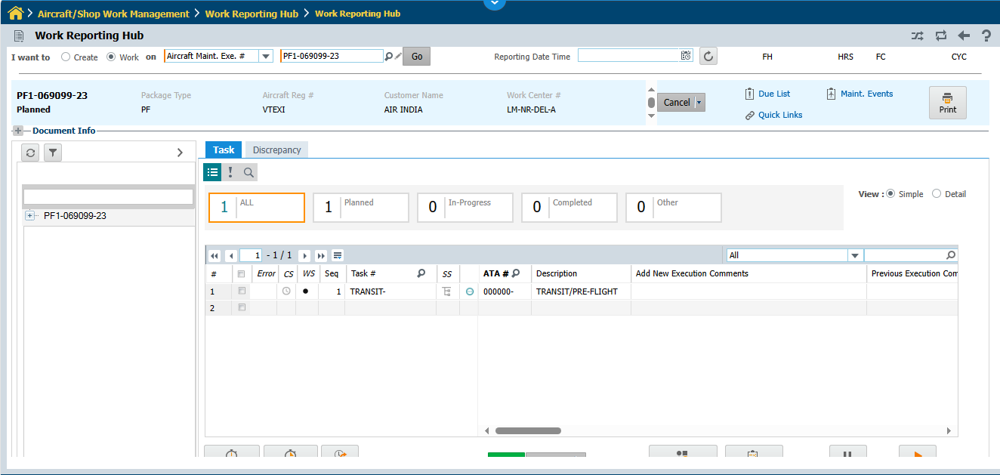 Aircraft/Shop Work Management > Work Reporting Hub > Work Reporting Hub
Work Reporting Hub
I want to Create Work on Aircraft Maint. Exe. # PF1-069099-23 Go Reporting Date Time FH HRS FC CYC
PF1-069099-23 Package Type Aircraft Reg # Customer Name Work Center #
Planned PF VTEXI AIR INDIA LM-NR-DEL-A
Cancel
Due List Maint. Events
Quick Links
Print
Document Info
Task Discrepancy
1 ALL 1 Planned 0 In-Progress 0 Completed 0 Other
View : Simple Detail
PF1-069099-23
1 - 1 / 1 All
# Error CS WS Seq Task # SS ATA # Description Add New Execution Comments Previous Execution Com
1 1 TRANSIT- 000000- TRANSIT/PRE-FLIGHT
2